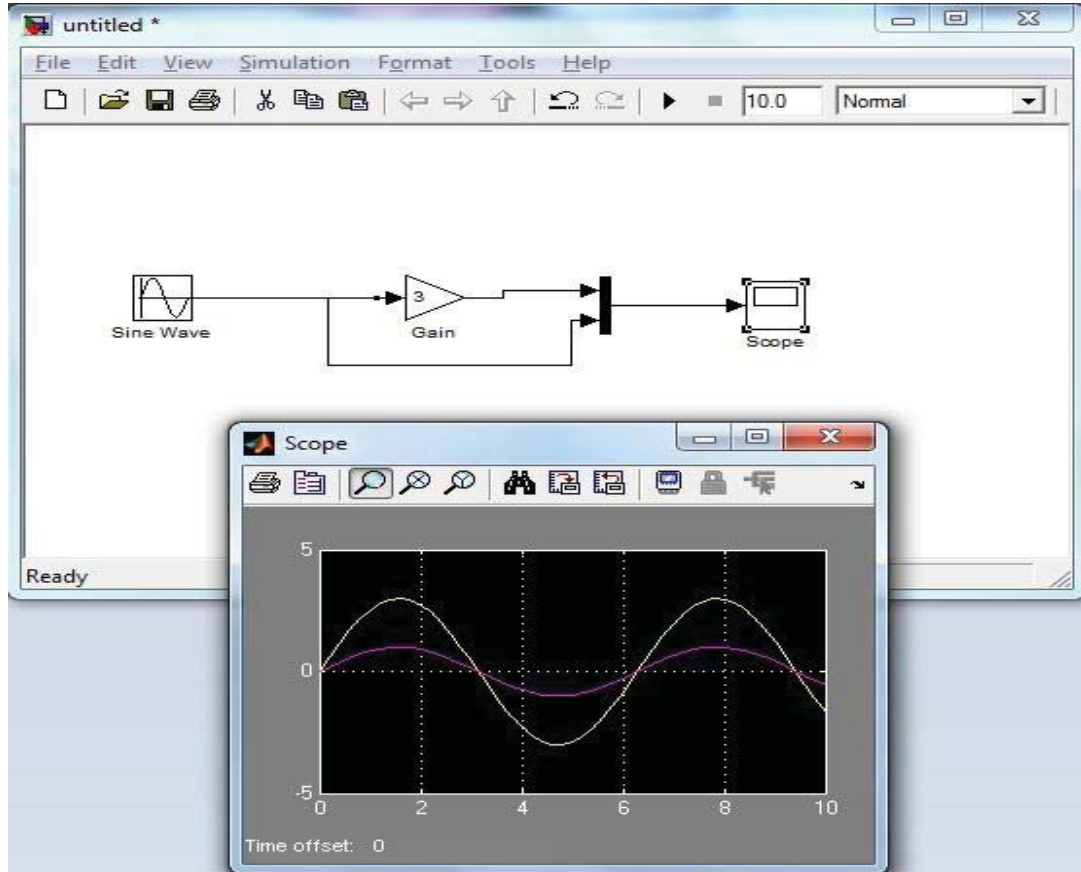 untitled *
File Edit View Simulation Format Tools Help
10.0 Normal
3
Sine Wave
Gain
Scope
Ready
Scope
5
0
-5
0 2 4 6 8 10
Time offset: 0